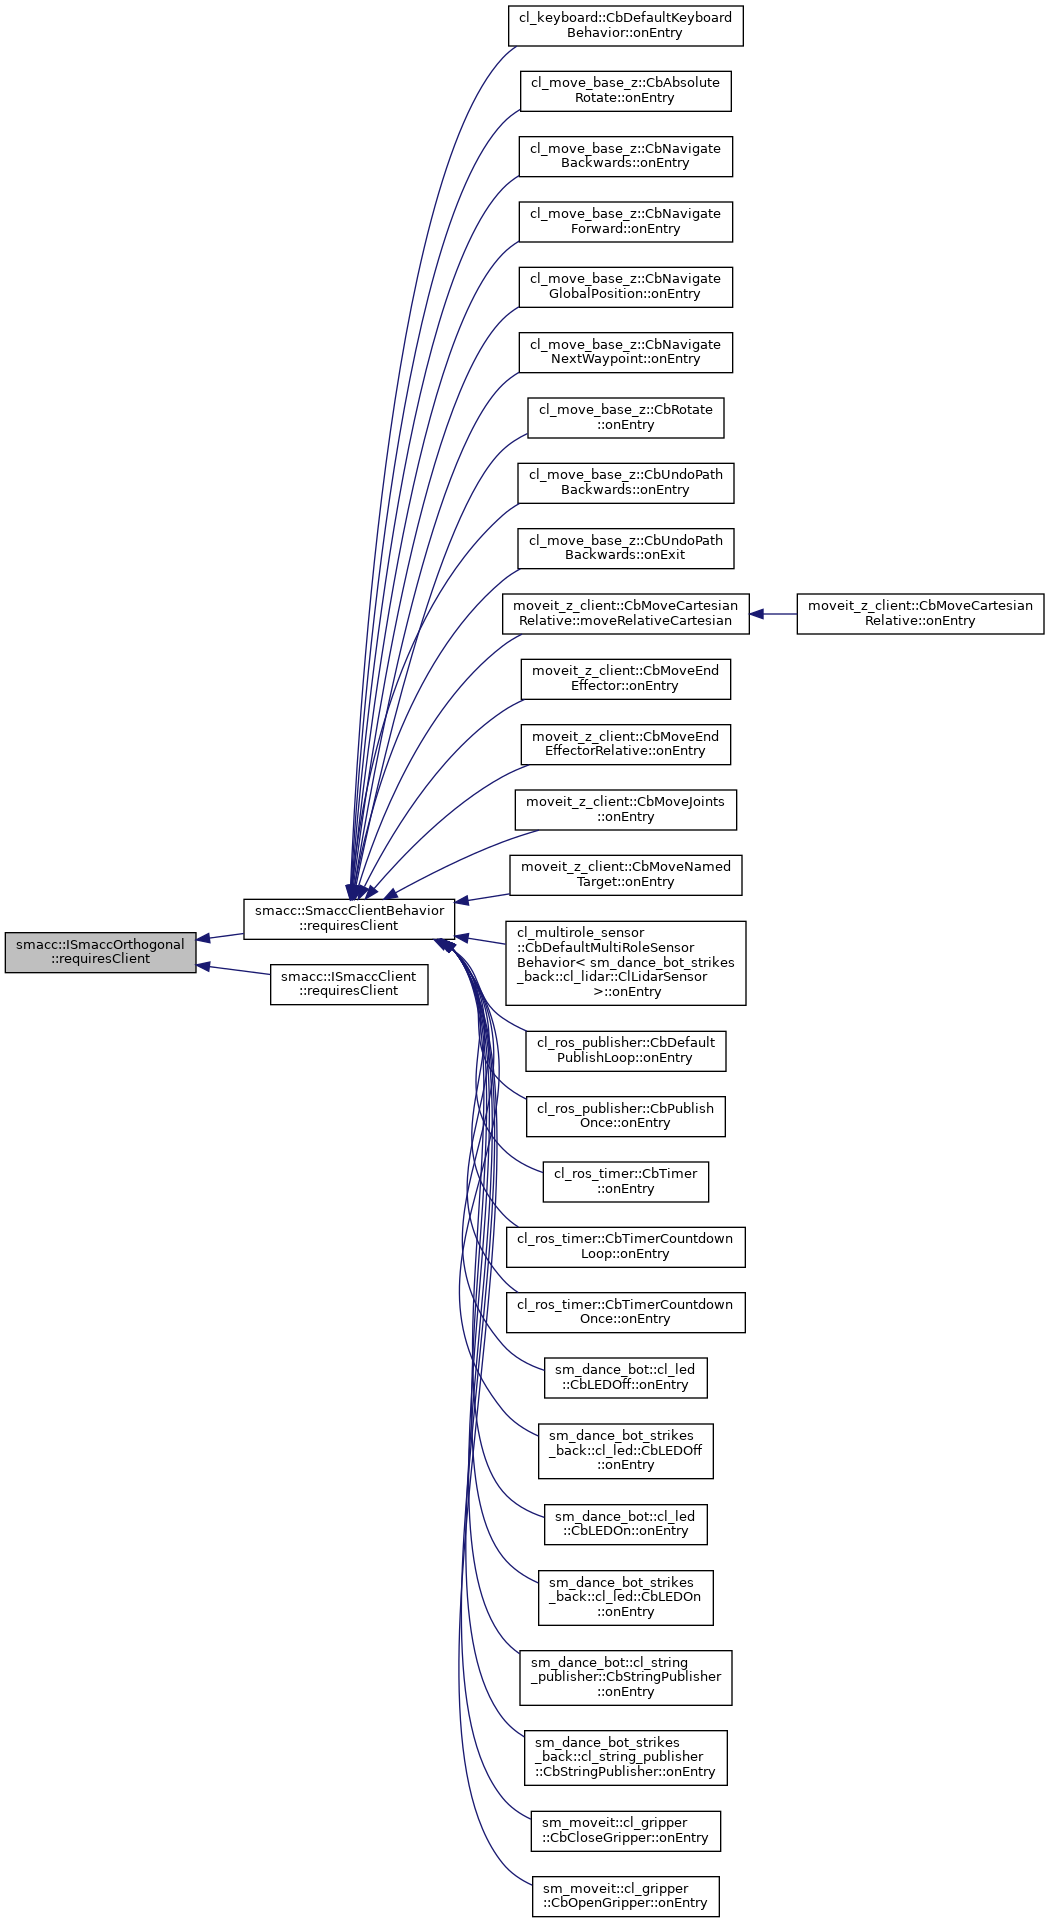 cl_keyboard::CbDefaultKeyboard
Behavior::onEntry
cl_move_base_z::CbAbsolute
Rotate::onEntry
cl_move_base_z::CbNavigate
Backwards::onEntry
cl_move_base_z::CbNavigate
Forward::onEntry
cl_move_base_z::CbNavigate
GlobalPosition::onEntry
cl_move_base_z::CbNavigate
NextWaypoint::onEntry
cl_move_base_z::CbRotate
::onEntry
cl_move_base_z::CbUndoPath
Backwards::onEntry
cl_move_base_z::CbUndoPath
Backwards::onExit
moveit_z_client::CbMoveCartesian
Relative::moveRelativeCartesian
moveit_z_client::CbMoveCartesian
Relative::onEntry
moveit_z_client::CbMoveEnd
Effector::onEntry
moveit_z_client::CbMoveEnd
EffectorRelative::onEntry
moveit_z_client::CbMoveJoints
::onEntry
moveit_z_client::CbMoveNamed
Target::onEntry
smacc::SmaccClientBehavior
::requiresClient
smacc::ISmaccOrthogonal
::requiresClient
smacc::ISmaccClient
::requiresClient
cl_multirole_sensor
::CbDefaultMultiRoleSensor
Behavior< sm_dance_bot_strikes
_back::cl_lidar::ClLidarSensor
>::onEntry
cl_ros_publisher::CbDefault
PublishLoop::onEntry
cl_ros_publisher::CbPublish
Once::onEntry
cl_ros_timer::CbTimer
::onEntry
cl_ros_timer::CbTimerCountdown
Loop::onEntry
cl_ros_timer::CbTimerCountdown
Once::onEntry
sm_dance_bot::cl_led
::CbLEDOff::onEntry
sm_dance_bot_strikes
_back::cl_led::CbLEDOff
::onEntry
sm_dance_bot::cl_led
::CbLEDOn::onEntry
sm_dance_bot_strikes
_back::cl_led::CbLEDOn
::onEntry
sm_dance_bot::cl_string
_publisher::CbStringPublisher
::onEntry
sm_dance_bot_strikes
_back::cl_string_publisher
::CbStringPublisher::onEntry
sm_moveit::cl_gripper
::CbCloseGripper::onEntry
sm_moveit::cl_gripper
::CbOpenGripper::onEntry